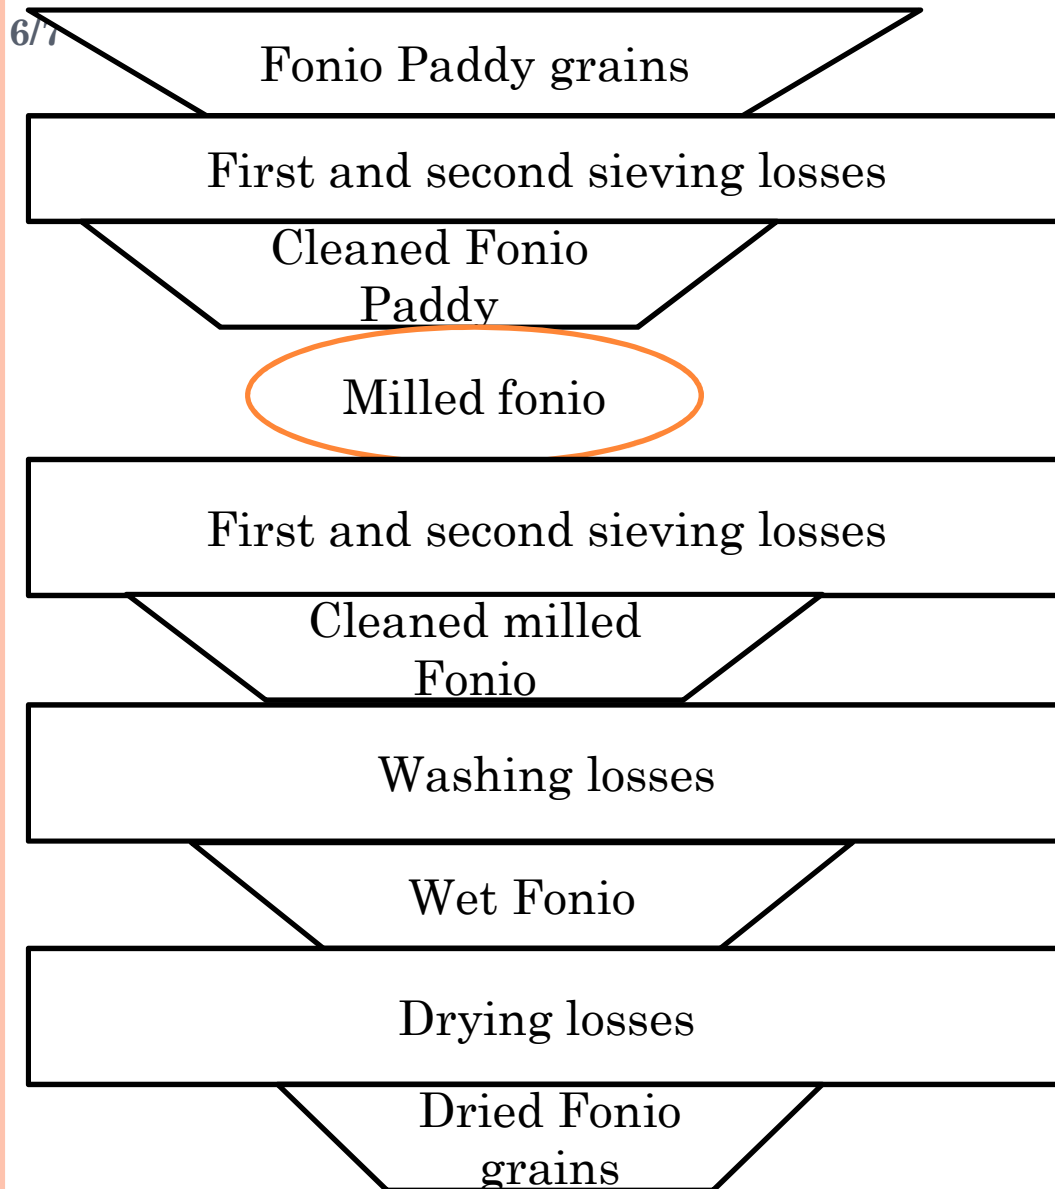 6/7
Fonio Paddy grains
First and second sieving losses
Cleaned Fonio
Paddy
Milled fonio
First and second sieving losses
Cleaned milled
Fonio
Washing losses
Wet Fonio
Drying losses
Dried Fonio
grains